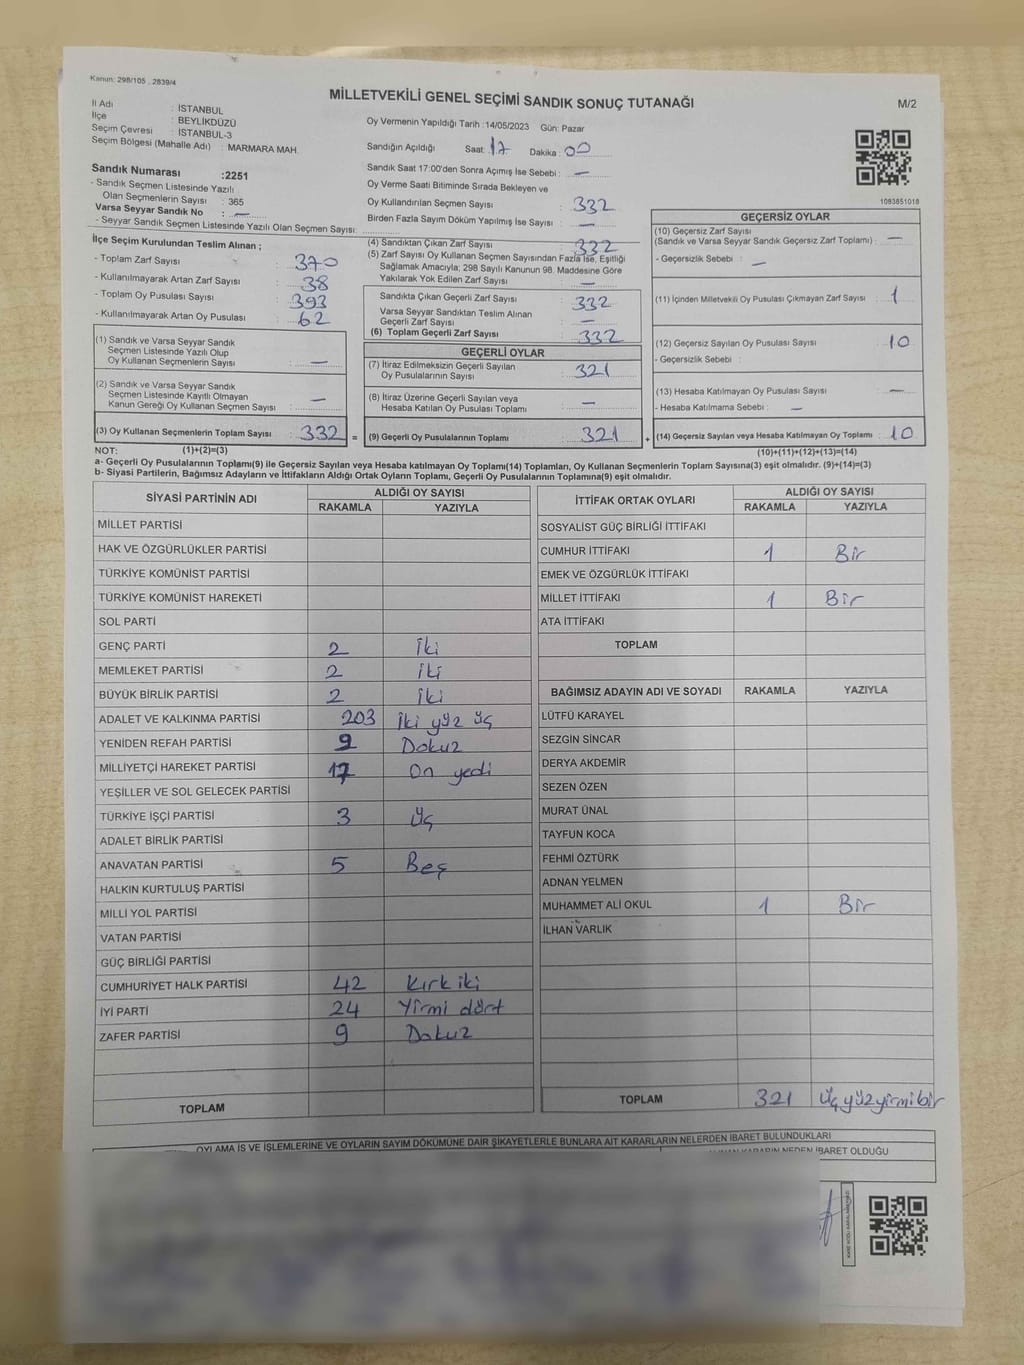 Kanun: 298/105 . 2839/4
MİLLETVEKİLİ GENEL SEÇİMİ SANDIK SONUÇ TUTANAĞI
M/2
İl Adı : İSTANBUL
İlçe : BEYLİKDÜZÜ
Seçim Çevresi : İSTANBUL-3
Seçim Bölgesi (Mahalle Adı) : MARMARA MAH.
Oy Vermenin Yapıldığı Tarih :14/05/2023 Gün: Pazar
Sandığın Açıldığı Saat: 17 Dakika: 00
Sandık Saat 17:00'den Sonra Açımış İse Sebebi : —
Oy Verme Saati Bitiminde Sırada Bekleyen ve
Oy Kullandırılan Seçmen Sayısı : 332
Birden Fazla Sayım Döküm Yapılmış İse Sayısı : —
1093851018
Sandık Numarası :2251
- Sandık Seçmen Listesinde Yazılı
Olan Seçmenlerin Sayısı : 365
Varsa Seyyar Sandık No : —
- Seyyar Sandık Seçmen Listesinde Yazılı Olan Seçmen Sayısı:
İlçe Seçim Kurulundan Teslim Alınan ;
- Toplam Zarf Sayısı : 370
- Kullanılmayarak Artan Zarf Sayısı : 38
- Toplam Oy Pusulası Sayısı : 393
- Kullanılmayarak Artan Oy Pusulası : 62
(1) Sandık ve Varsa Seyyar Sandık
Seçmen Listesinde Yazılı Olup
Oy Kullanan Seçmenlerin Sayısı : —
(2) Sandık ve Varsa Seyyar Sandık
Seçmen Listesinde Kayıtlı Olmayan
Kanun Gereği Oy Kullanan Seçmen Sayısı : —
(3) Oy Kullanan Seçmenlerin Toplam Sayısı : 332 =
(4) Sandıktan Çıkan Zarf Sayısı : 332
(5) Zarf Sayısı Oy Kullanan Seçmen Sayısından Fazla İse, Eşitliği
Sağlamak Amacıyla; 298 Sayılı Kanunun 98. Maddesine Göre
Yakılarak Yok Edilen Zarf Sayısı : —
Sandıkta Çıkan Geçerli Zarf Sayısı : 332
Varsa Seyyar Sandıktan Teslim Alınan
Geçerli Zarf Sayısı : —
(6) Toplam Geçerli Zarf Sayısı : 332
GEÇERLİ OYLAR
(7) İtiraz Edilmeksizin Geçerli Sayılan
Oy Pusulalarının Sayısı : 321
(8) İtiraz Üzerine Geçerli Sayılan veya
Hesaba Katılan Oy Pusulası Toplamı : —
(9) Geçerli Oy Pusulalarının Toplamı : 321 +
GEÇERSİZ OYLAR
(10) Geçersiz Zarf Sayısı
(Sandık ve Varsa Seyyar Sandık Geçersiz Zarf Toplamı) : —
- Geçersizlik Sebebi : —
(11) İçinden Milletvekili Oy Pusulası Çıkmayan Zarf Sayısı : 1
(12) Geçersiz Sayılan Oy Pusulası Sayısı : 10
- Geçersizlik Sebebi :
(13) Hesaba Katılmayan Oy Pusulası Sayısı : —
- Hesaba Katılmama Sebebi : —
(14) Geçersiz Sayılan veya Hesaba Katılmayan Oy Toplamı : 10
NOT: (1)+(2)=(3) (10)+(11)+(12)+(13)=(14)
a- Geçerli Oy Pusulalarının Toplamı(9) ile Geçersiz Sayılan veya Hesaba katılmayan Oy Toplamı(14) Toplamları, Oy Kullanan Seçmenlerin Toplam Sayısına(3) eşit olmalıdır. (9)+(14)=(3)
b- Siyasi Partilerin, Bağımsız Adayların ve İttifakların Aldığı Ortak Oyların Toplamı, Geçerli Oy Pusulalarının Toplamına(9) eşit olmalıdır.
SİYASİ PARTİNİN ADI ALDIĞI OY SAYISI
RAKAMLA YAZIYLA
MİLLET PARTİSİ
HAK VE ÖZGÜRLÜKLER PARTİSİ
TÜRKİYE KOMÜNİST PARTİSİ
TÜRKİYE KOMÜNİST HAREKETİ
SOL PARTİ
GENÇ PARTİ 2 İki
MEMLEKET PARTİSİ 2 İki
BÜYÜK BİRLİK PARTİSİ 2 İki
ADALET VE KALKINMA PARTİSİ 203 İki yüz üç
YENİDEN REFAH PARTİSİ 9 Dokuz
MİLLİYETÇİ HAREKET PARTİSİ 17 On yedi
YEŞİLLER VE SOL GELECEK PARTİSİ
TÜRKİYE İŞÇİ PARTİSİ 3 Üç
ADALET BİRLİK PARTİSİ
ANAVATAN PARTİSİ 5 Beş
HALKIN KURTULUŞ PARTİSİ
MİLLİ YOL PARTİSİ
VATAN PARTİSİ
GÜÇ BİRLİĞİ PARTİSİ
CUMHURİYET HALK PARTİSİ 42 Kırk iki
İYİ PARTİ 24 Yirmi dört
ZAFER PARTİSİ 9 Dokuz
TOPLAM
İTTİFAK ORTAK OYLARI ALDIĞI OY SAYISI
RAKAMLA YAZIYLA
SOSYALİST GÜÇ BİRLİĞİ İTTİFAKI
CUMHUR İTTİFAKI 1 Bir
EMEK VE ÖZGÜRLÜK İTTİFAKI
MİLLET İTTİFAKI 1 Bir
ATA İTTİFAKI
TOPLAM
BAĞIMSIZ ADAYIN ADI VE SOYADI RAKAMLA YAZIYLA
LÜTFÜ KARAYEL
SEZGİN SİNCAR
DERYA AKDEMİR
SEZEN ÖZEN
MURAT ÜNAL
TAYFUN KOCA
FEHMİ ÖZTÜRK
ADNAN YELMEN
MUHAMMET ALİ OKUL 1 Bir
İLHAN VARLIK
TOPLAM 321 Üçyüzyirmibir
OYLAMA İŞ VE İŞLEMLERİNE VE OYLARIN SAYIM DÖKÜMÜNE DAİR ŞİKAYETLERLE BUNLARA AİT KARARLARIN NELERDEN İBARET BULUNDUKLARI
KARARIN NEDEN İBARET OLDUĞU